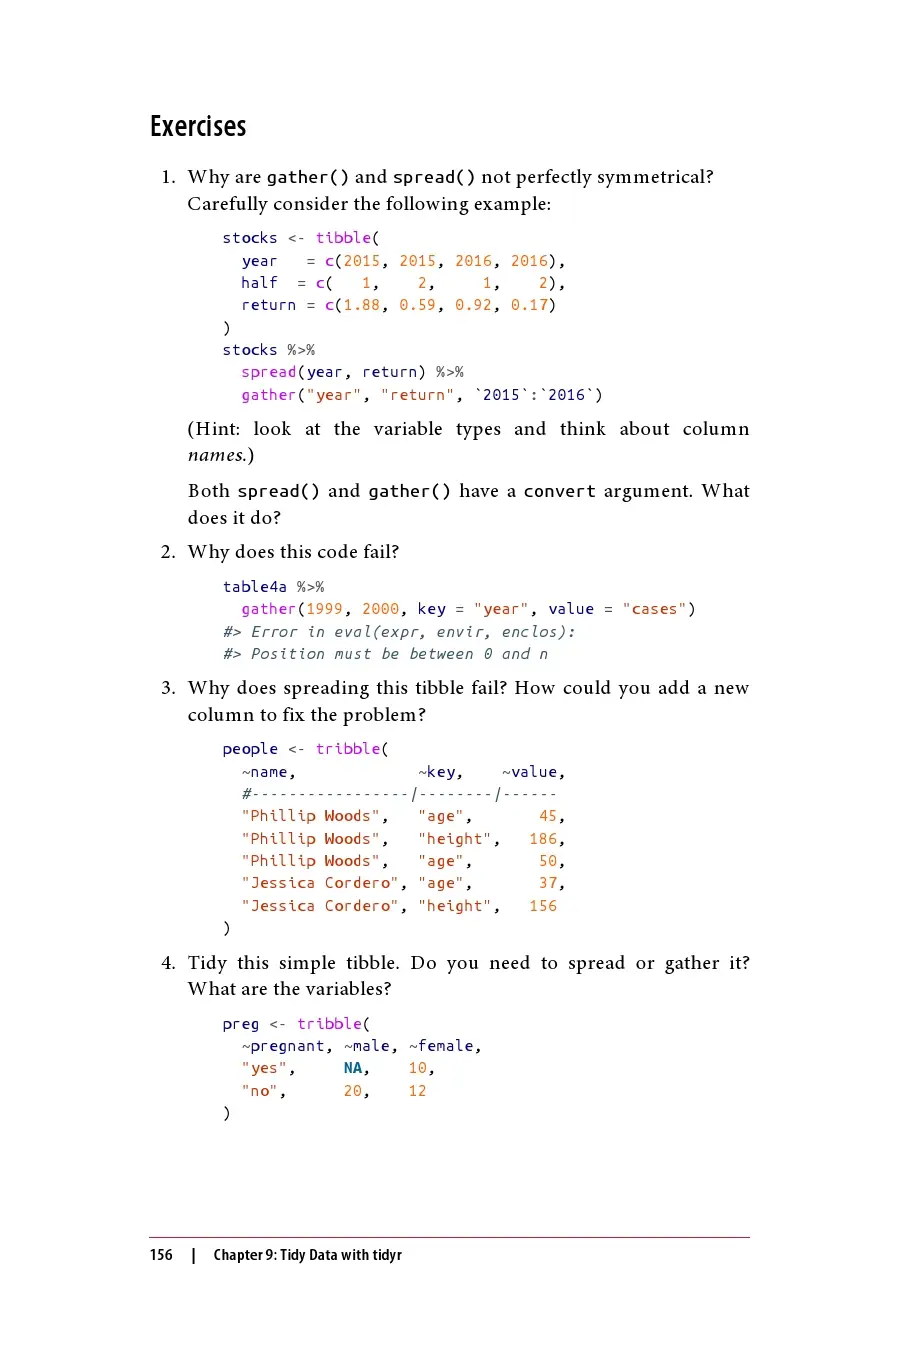 Exercises
1. Why are gather() and spread() not perfectly symmetrical?
Carefully consider the following example:
stocks <- tibble(
  year   = c(2015, 2015, 2016, 2016),
  half  = c(   1,    2,     1,    2),
  return = c(1.88, 0.59, 0.92, 0.17)
)
stocks %>%
  spread(year, return) %>%
  gather("year", "return", `2015`:`2016`)
(Hint: look at the variable types and think about column
names.)
Both spread() and gather() have a convert argument. What
does it do?
2. Why does this code fail?
table4a %>%
  gather(1999, 2000, key = "year", value = "cases")
#> Error in eval(expr, envir, enclos):
#> Position must be between 0 and n
3. Why does spreading this tibble fail? How could you add a new
column to fix the problem?
people <- tribble(
  ~name,             ~key,    ~value,
  #-----------------|--------|------
  "Phillip Woods",   "age",       45,
  "Phillip Woods",   "height",   186,
  "Phillip Woods",   "age",       50,
  "Jessica Cordero", "age",       37,
  "Jessica Cordero", "height",   156
)
4. Tidy this simple tibble. Do you need to spread or gather it?
What are the variables?
preg <- tribble(
  ~pregnant, ~male, ~female,
  "yes",     NA,    10,
  "no",      20,    12
)
156 | Chapter 9: Tidy Data with tidyr